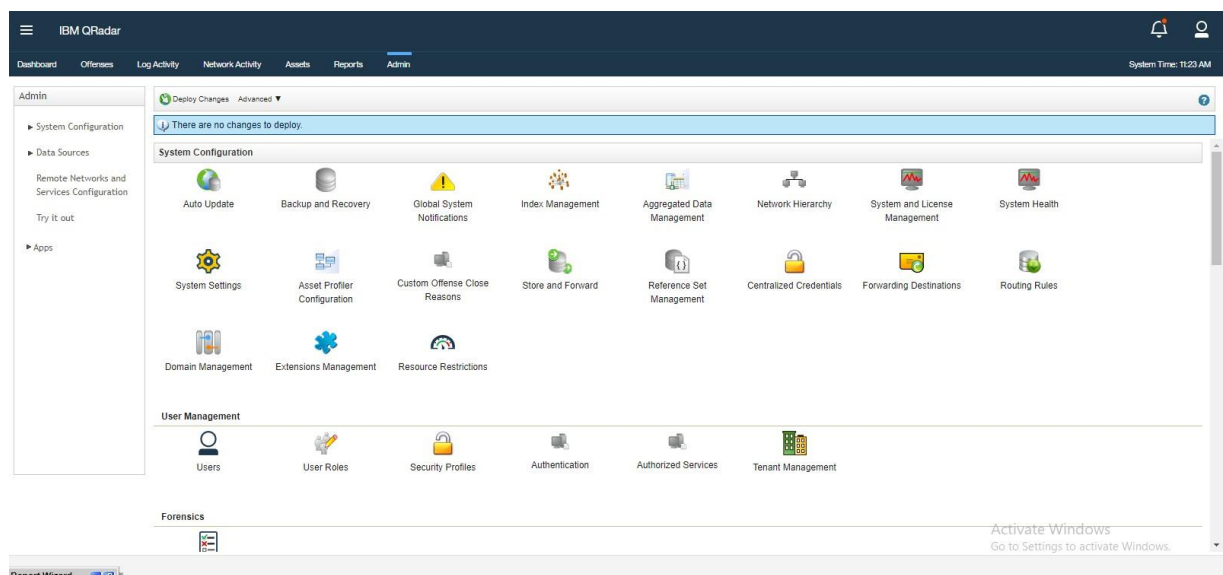 IBM QRadar
Dashboard Offenses Log Activity Network Activity Assets Reports Admin System Time: 11:23 AM
Admin
System Configuration
Data Sources
Remote Networks and
Services Configuration
Try it out
Apps
Deploy Changes Advanced
There are no changes to deploy.
System Configuration
Auto Update Backup and Recovery Global System Index Management Aggregated Data Network Hierarchy System and License System Health
Notifications Management Management
System Settings Asset Profiler Custom Offense Close Store and Forward Reference Set Centralized Credentials Forwarding Destinations Routing Rules
Configuration Reasons Management
Domain Management Extensions Management Resource Restrictions
User Management
Users User Roles Security Profiles Authentication Authorized Services Tenant Management
Forensics
Activate Windows
Go to Settings to activate Windows.
Report Wizard